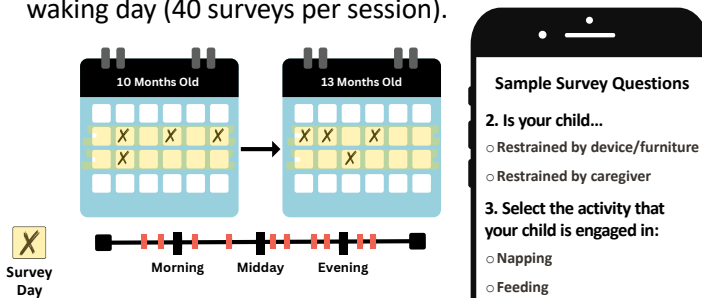 waking day (40 surveys per session).
10 Months Old
13 Months Old
X X X
X
X X X
X
X
Survey
Day
Morning Midday Evening
Sample Survey Questions
2. Is your child...
○ Restrained by device/furniture
○ Restrained by caregiver
3. Select the activity that
your child is engaged in:
○ Napping
○ Feeding